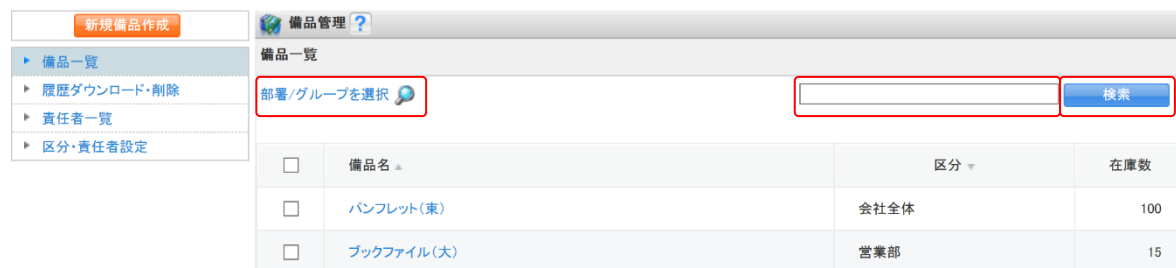 新規備品作成
備品一覧
履歴ダウンロード・削除
責任者一覧
区分・責任者設定
備品管理 ?
備品一覧
部署/グループを選択
検索
備品名 区分 在庫数
パンフレット(東) 会社全体 100
ブックファイル(大) 営業部 15